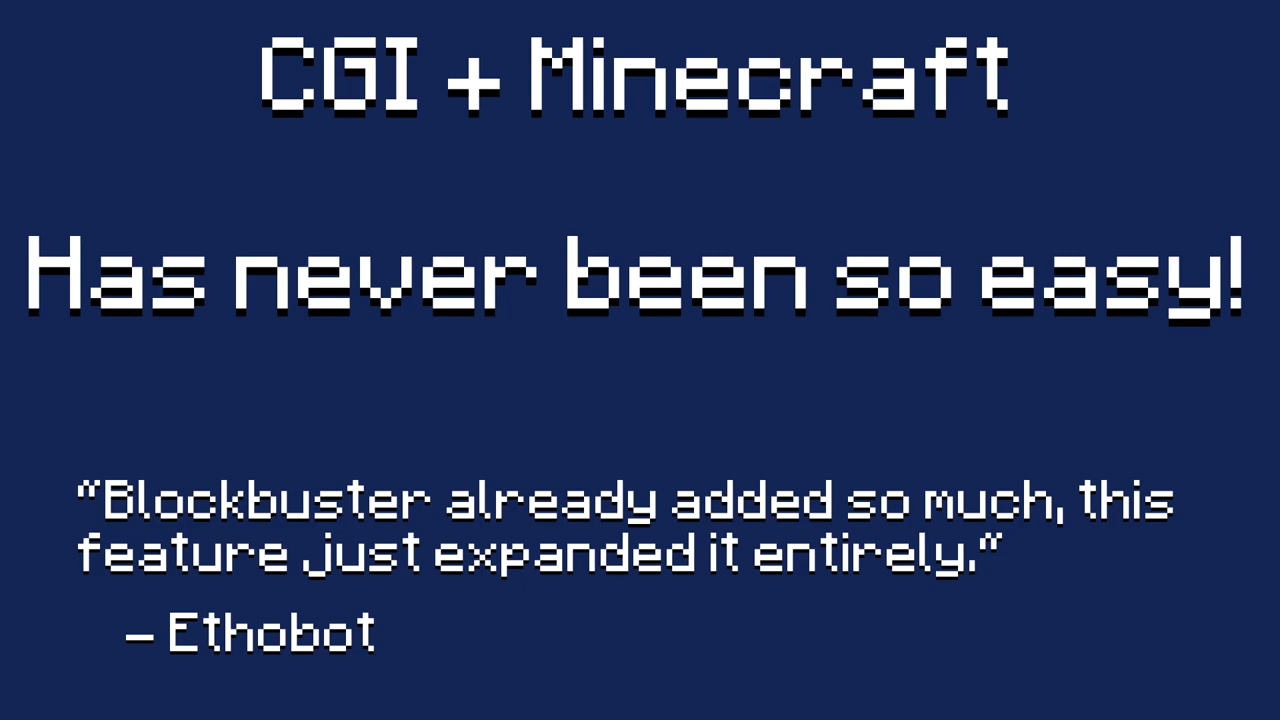 CGI + Minecraft
Has never been so easy!
"Blockbuster already added so much, this
feature just expanded it entirely."
- Ethobot